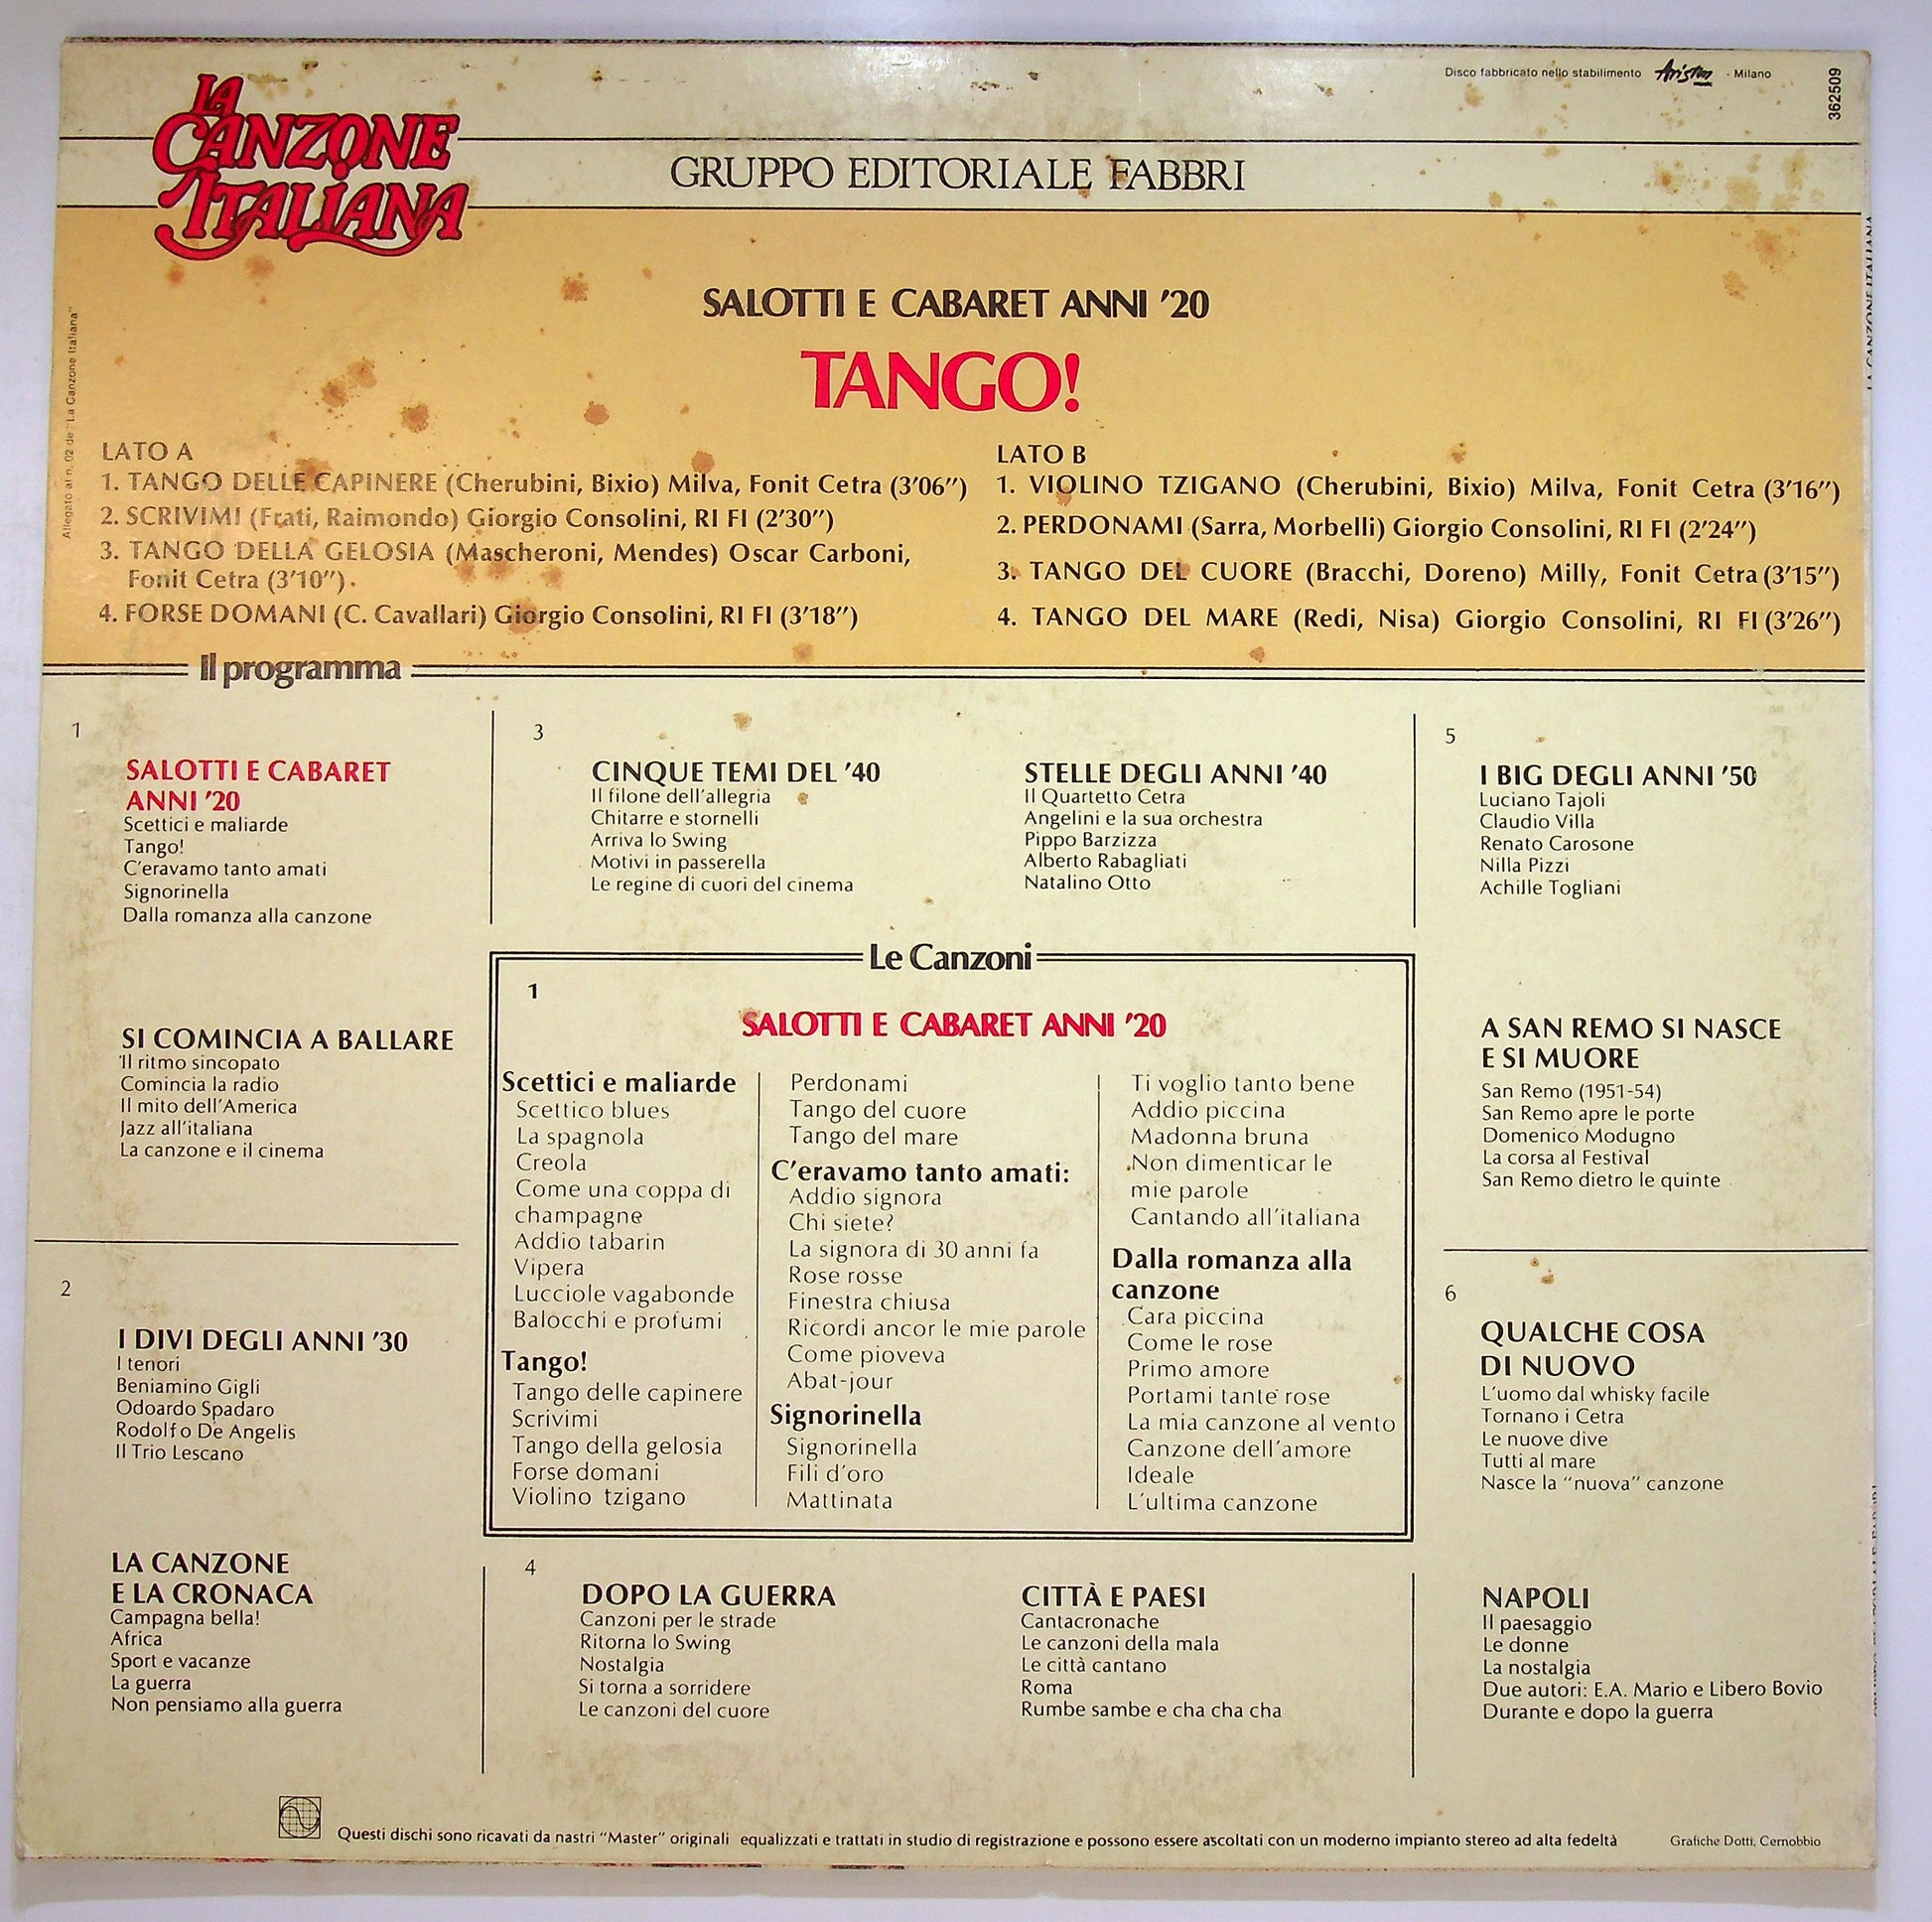 Disco fabbricato nello stabilimento Ariston - Milano
362509
LA
CANZONE
ITALIANA
GRUPPO EDITORIALE FABBRI
LA CANZONE ITALIANA
Allegato al n. 02 de "La Canzone Italiana"
SALOTTI E CABARET ANNI '20
TANGO!
LATO A
1. TANGO DELLE CAPINERE (Cherubini, Bixio) Milva, Fonit Cetra (3'06")
2. SCRIVIMI (Frati, Raimondo) Giorgio Consolini, RI FI (2'30")
3. TANGO DELLA GELOSIA (Mascheroni, Mendes) Oscar Carboni,
Fonit Cetra (3'10").
4. FORSE DOMANI (C. Cavallari) Giorgio Consolini, RI FI (3'18")
LATO B
1. VIOLINO TZIGANO (Cherubini, Bixio) Milva, Fonit Cetra (3'16")
2. PERDONAMI (Sarra, Morbelli) Giorgio Consolini, RI FI (2'24")
3. TANGO DEL CUORE (Bracchi, Doreno) Milly, Fonit Cetra (3'15")
4. TANGO DEL MARE (Redi, Nisa) Giorgio Consolini, RI FI (3'26")
Il programma
1
SALOTTI E CABARET
ANNI '20
Scettici e maliarde
Tango!
C'eravamo tanto amati
Signorinella
Dalla romanza alla canzone
SI COMINCIA A BALLARE
Il ritmo sincopato
Comincia la radio
Il mito dell'America
Jazz all'italiana
La canzone e il cinema
2
I DIVI DEGLI ANNI '30
I tenori
Beniamino Gigli
Odoardo Spadaro
Rodolfo De Angelis
Il Trio Lescano
LA CANZONE
E LA CRONACA
Campagna bella!
Africa
Sport e vacanze
La guerra
Non pensiamo alla guerra
3
CINQUE TEMI DEL '40
Il filone dell'allegria
Chitarre e stornelli
Arriva lo Swing
Motivi in passerella
Le regine di cuori del cinema
STELLE DEGLI ANNI '40
Il Quartetto Cetra
Angelini e la sua orchestra
Pippo Barzizza
Alberto Rabagliati
Natalino Otto
Le Canzoni
1
SALOTTI E CABARET ANNI '20
Scettici e maliarde
Scettico blues
La spagnola
Creola
Come una coppa di
champagne
Addio tabarin
Vipera
Lucciole vagabonde
Balocchi e profumi
Tango!
Tango delle capinere
Scrivimi
Tango della gelosia
Forse domani
Violino tzigano
Perdonami
Tango del cuore
Tango del mare
C'eravamo tanto amati:
Addio signora
Chi siete?
La signora di 30 anni fa
Rose rosse
Finestra chiusa
Ricordi ancor le mie parole
Come pioveva
Abat-jour
Signorinella
Signorinella
Fili d'oro
Mattinata
Ti voglio tanto bene
Addio piccina
Madonna bruna
Non dimenticar le
mie parole
Cantando all'italiana
Dalla romanza alla
canzone
Cara piccina
Come le rose
Primo amore
Portami tante rose
La mia canzone al vento
Canzone dell'amore
Ideale
L'ultima canzone
4
DOPO LA GUERRA
Canzoni per le strade
Ritorna lo Swing
Nostalgia
Si torna a sorridere
Le canzoni del cuore
CITTÀ E PAESI
Cantacronache
Le canzoni della mala
Le città cantano
Roma
Rumbe sambe e cha cha cha
5
I BIG DEGLI ANNI '50
Luciano Tajoli
Claudio Villa
Renato Carosone
Nilla Pizzi
Achille Togliani
A SAN REMO SI NASCE
E SI MUORE
San Remo (1951-54)
San Remo apre le porte
Domenico Modugno
La corsa al Festival
San Remo dietro le quinte
6
QUALCHE COSA
DI NUOVO
L'uomo dal whisky facile
Tornano i Cetra
Le nuove dive
Tutti al mare
Nasce la "nuova" canzone
NAPOLI
Il paesaggio
Le donne
La nostalgia
Due autori: E.A. Mario e Libero Bovio
Durante e dopo la guerra
Questi dischi sono ricavati da nastri "Master" originali equalizzati e trattati in studio di registrazione e possono essere ascoltati con un moderno impianto stereo ad alta fedeltà
Grafiche Dotti, Cernobbio